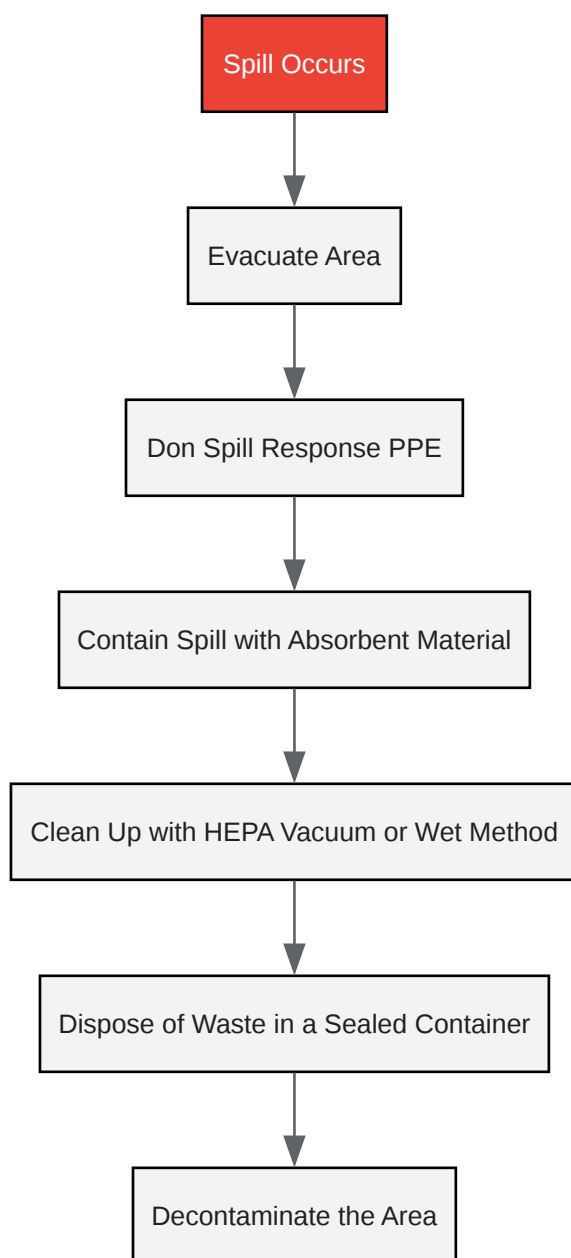 Spill Occurs
Evacuate Area
Don Spill Response PPE
Contain Spill with Absorbent Material
Clean Up with HEPA Vacuum or Wet Method
Dispose of Waste in a Sealed Container
Decontaminate the Area